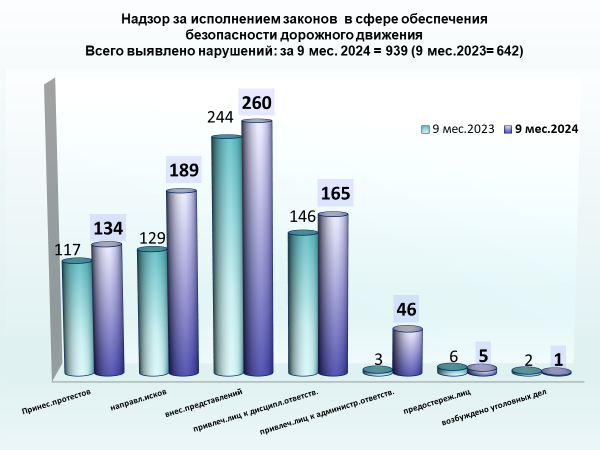 Надзор за исполнением законов в сфере обеспечения
безопасности дорожного движения
Всего выявлено нарушений: за 9 мес. 2024 = 939 (9 мес.2023= 642)
9 мес.2023 9 мес.2024
117 134
129 189
244 260
146 165
3 46
6 5
2 1
Принес.протестов
направл.исков
внес.представлений
привлеч.лиц к дисципл.ответств.
привлеч.лиц к администр.ответств.
предостереж.лиц
возбуждено уголовных дел